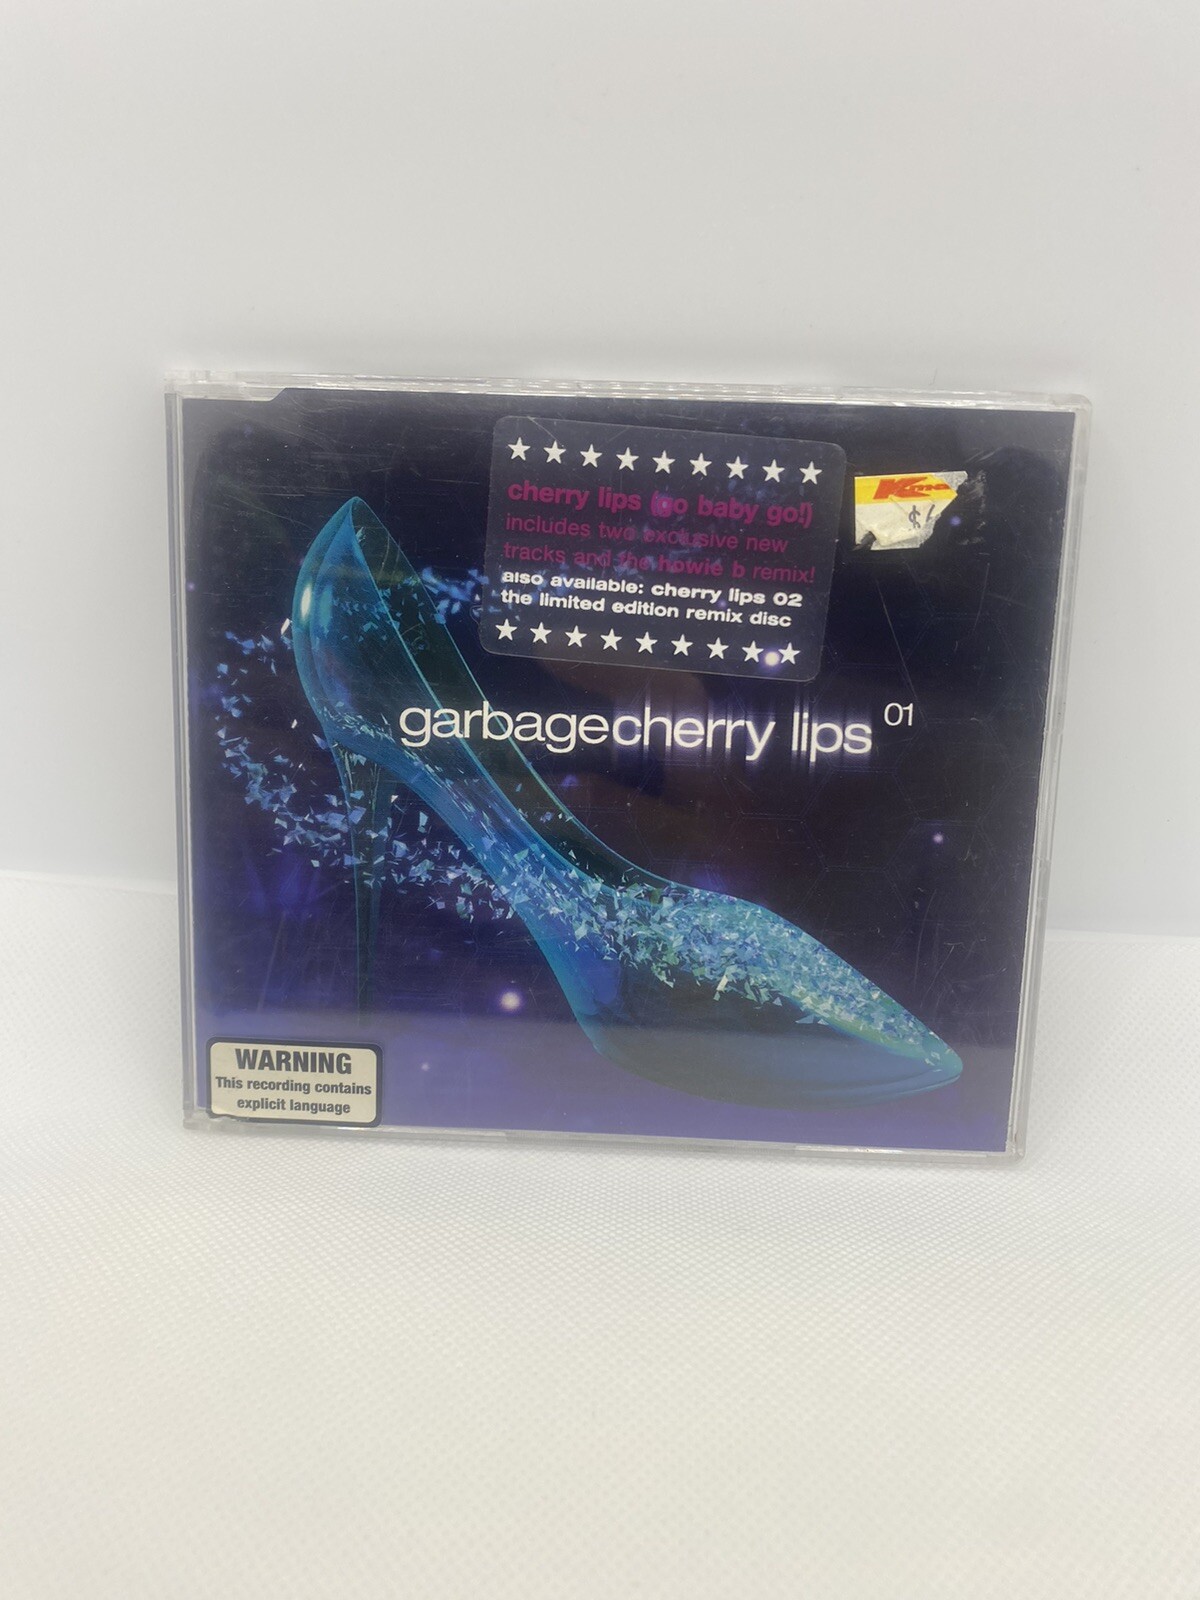 cherry lips (go baby go!)
includes two exclusive new
tracks and the howie b remix!
also available: cherry lips 02
the limited edition remix disc
garbagecherry lips 01
WARNING
This recording contains
explicit language